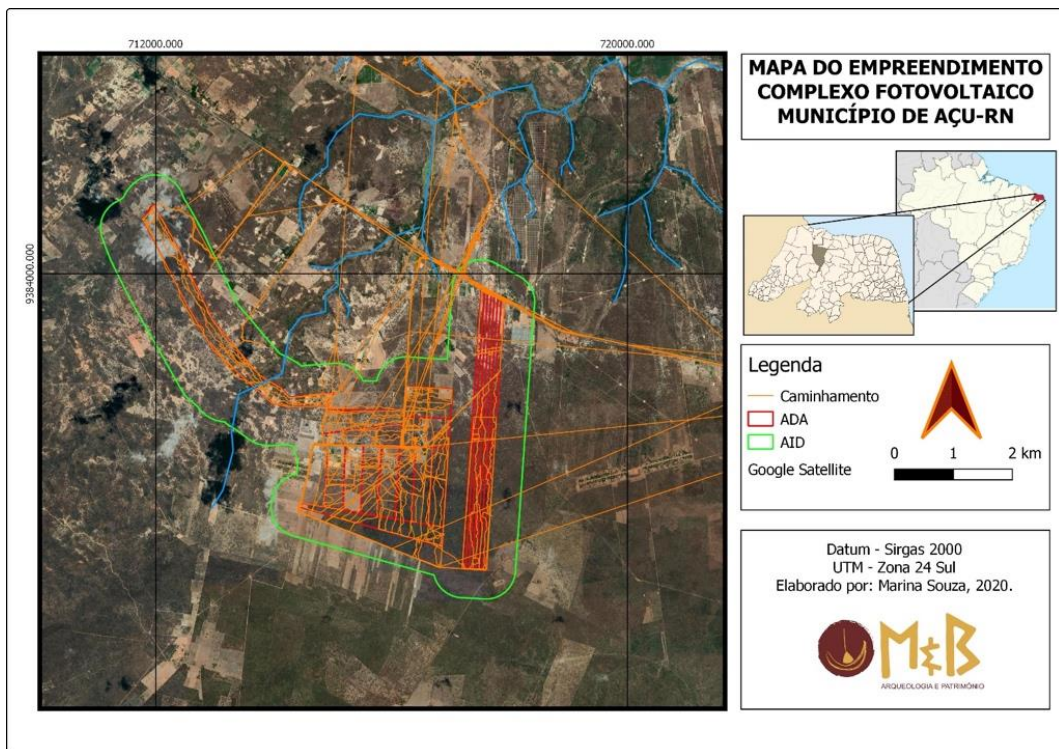 712000.000
720000.000
9384000.000
MAPA DO EMPREENDIMENTO
COMPLEXO FOTOVOLTAICO
MUNICÍPIO DE AÇU-RN
Legenda
Caminhamento
ADA
AID
Google Satellite
0 1 2 km
Datum - Sirgas 2000
UTM - Zona 24 Sul
Elaborado por: Marina Souza, 2020.
M&B
ARQUEOLOGIA E PATRIMÔNIO